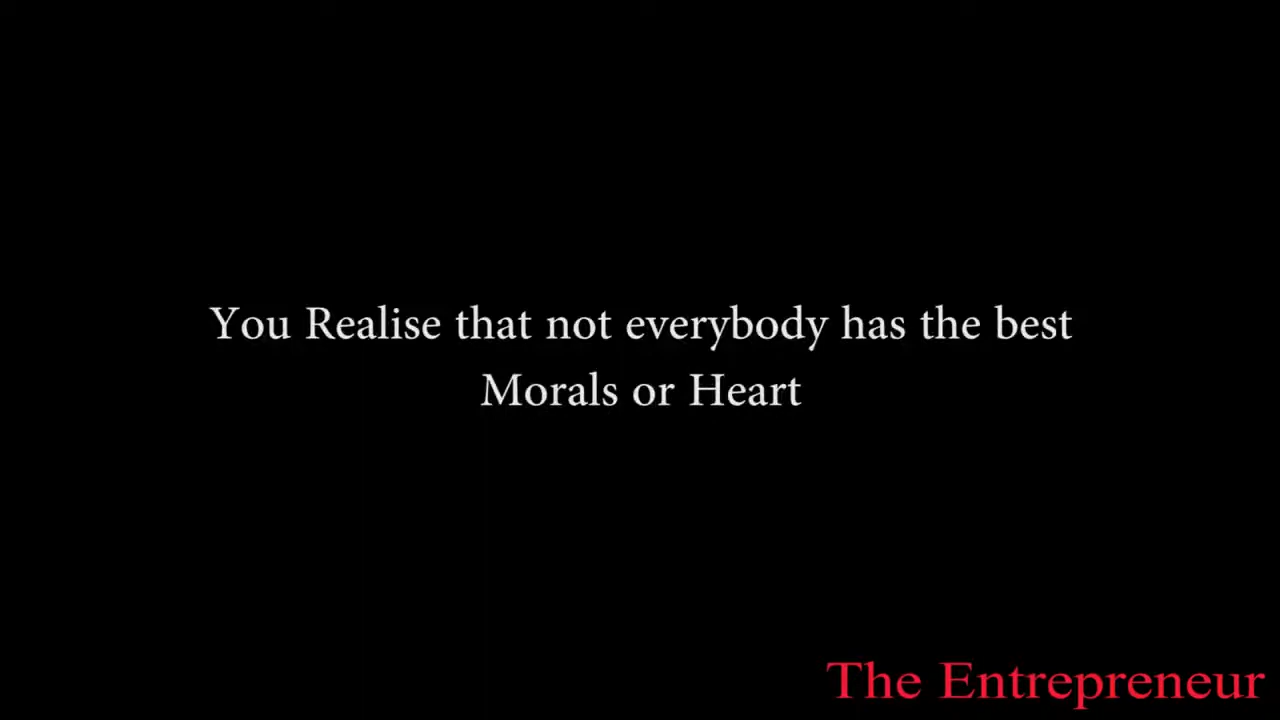 You Realise that not everybody has the best
Morals or Heart
The Entrepreneur